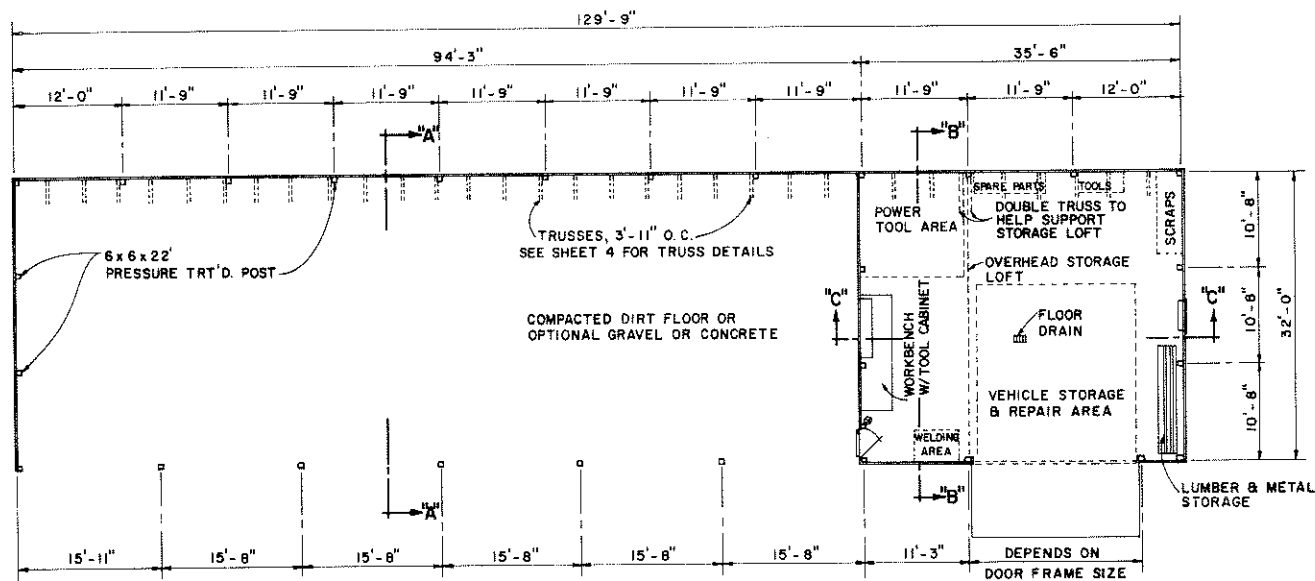 129'-9"
94'-3"
35'-6"
12'-0"
11'-9"
11'-9"
11'-9"
11'-9"
11'-9"
11'-9"
11'-9"
11'-9"
11'-9"
12'-0"
"A"
"B"
SPARE PARTS
TOOLS
SCRAPS
POWER
TOOL AREA
DOUBLE TRUSS TO
HELP SUPPORT
STORAGE LOFT
10'-8"
6 x 6 x 22'
PRESSURE TRT'D. POST
TRUSSES, 3'-11" O.C.
SEE SHEET 4 FOR TRUSS DETAILS
OVERHEAD STORAGE
LOFT
"C"
"C"
COMPACTED DIRT FLOOR OR
OPTIONAL GRAVEL OR CONCRETE
FLOOR
DRAIN
10'-8"
32'-0"
WORKBENCH
W/TOOL CABINET
VEHICLE STORAGE
& REPAIR AREA
10'-8"
WELDING
AREA
LUMBER & METAL
STORAGE
"A"
"B"
15'-11"
15'-8"
15'-8"
15'-8"
15'-8"
15'-8"
11'-3"
DEPENDS ON
DOOR FRAME SIZE